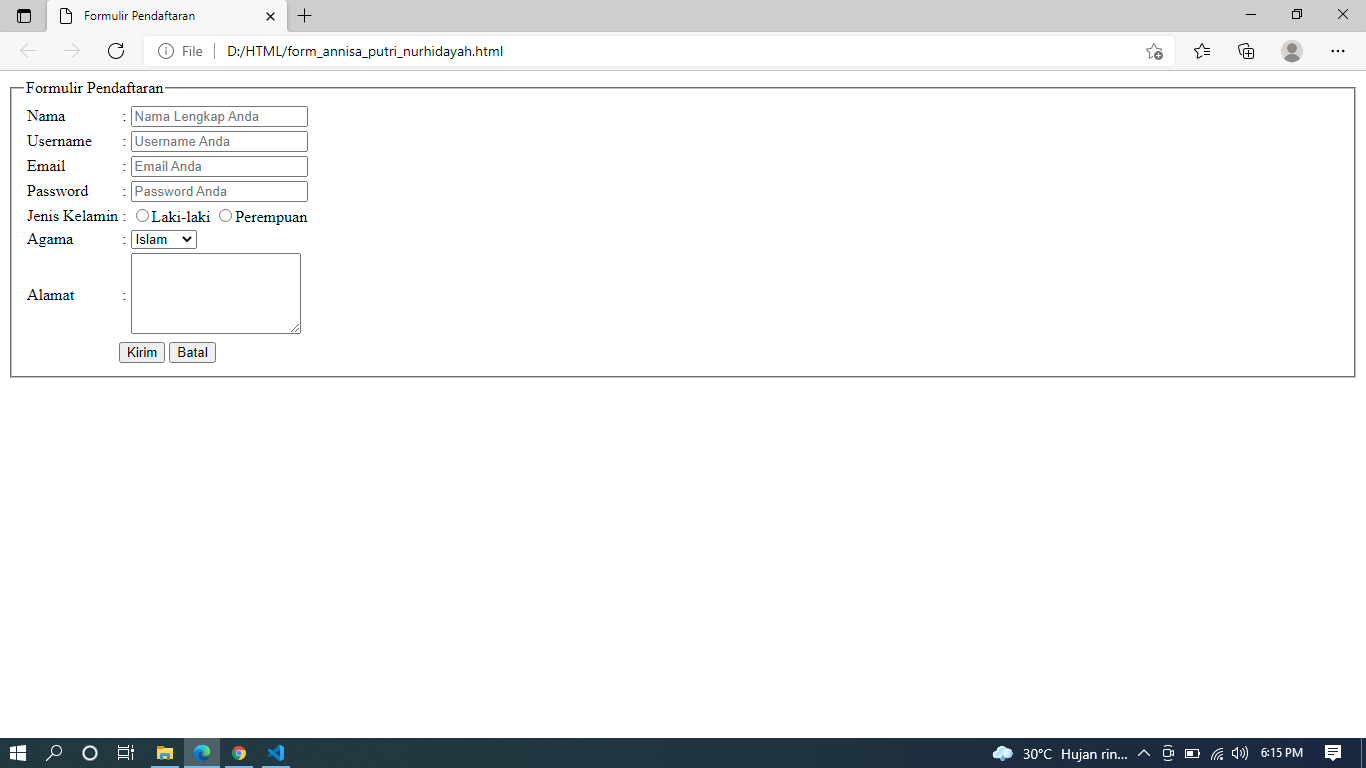 Formulir Pendaftaran
File D:/HTML/form_annisa_putri_nurhidayah.html
Formulir Pendaftaran
Nama : Nama Lengkap Anda
Username : Username Anda
Email : Email Anda
Password : Password Anda
Jenis Kelamin : Laki-laki Perempuan
Agama : Islam
Alamat :
Kirim Batal
30°C Hujan rin... 6:15 PM